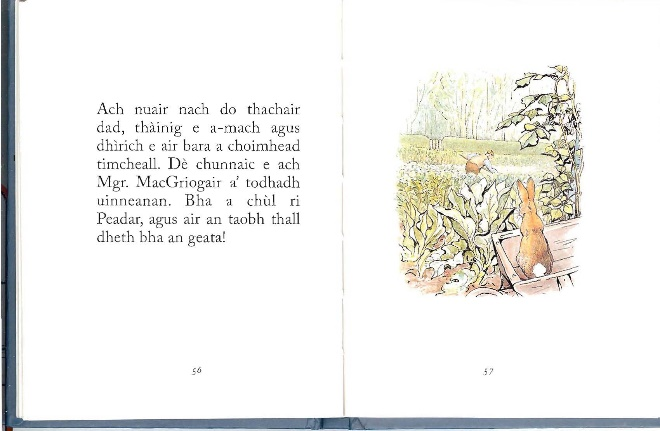 Ach nuair nach do thachair
dad, thàinig e a-mach agus
dhìrich e air bara a choimhead
timcheall. Dè chunnaic e ach
Mgr. MacGriogair a' todhadh
uinneanan. Bha a chùl ri
Peadar, agus air an taobh thall
dheth bha an geata!
56
57